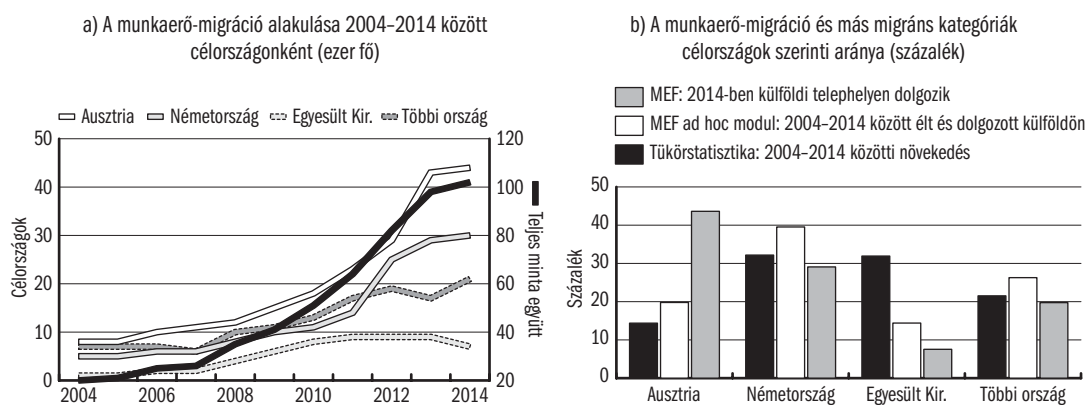 a) A munkaerő-migráció alakulása 2004–2014 között
célországonként (ezer fő)
Ausztria
Németország
Egyesült Kir.
Többi ország
50
40
30
20
10
0
Célországok
120
100
80
60
40
20
Teljes minta együtt
2004
2006
2008
2010
2012
2014
b) A munkaerő-migráció és más migráns kategóriák
célországok szerinti aránya (százalék)
MEF: 2014-ben külföldi telephelyen dolgozik
MEF ad hoc modul: 2004–2014 között élt és dolgozott külföldön
Tükörstatisztika: 2004–2014 közötti növekedés
50
40
30
20
10
0
Százalék
Ausztria
Németország
Egyesült Kir.
Többi ország